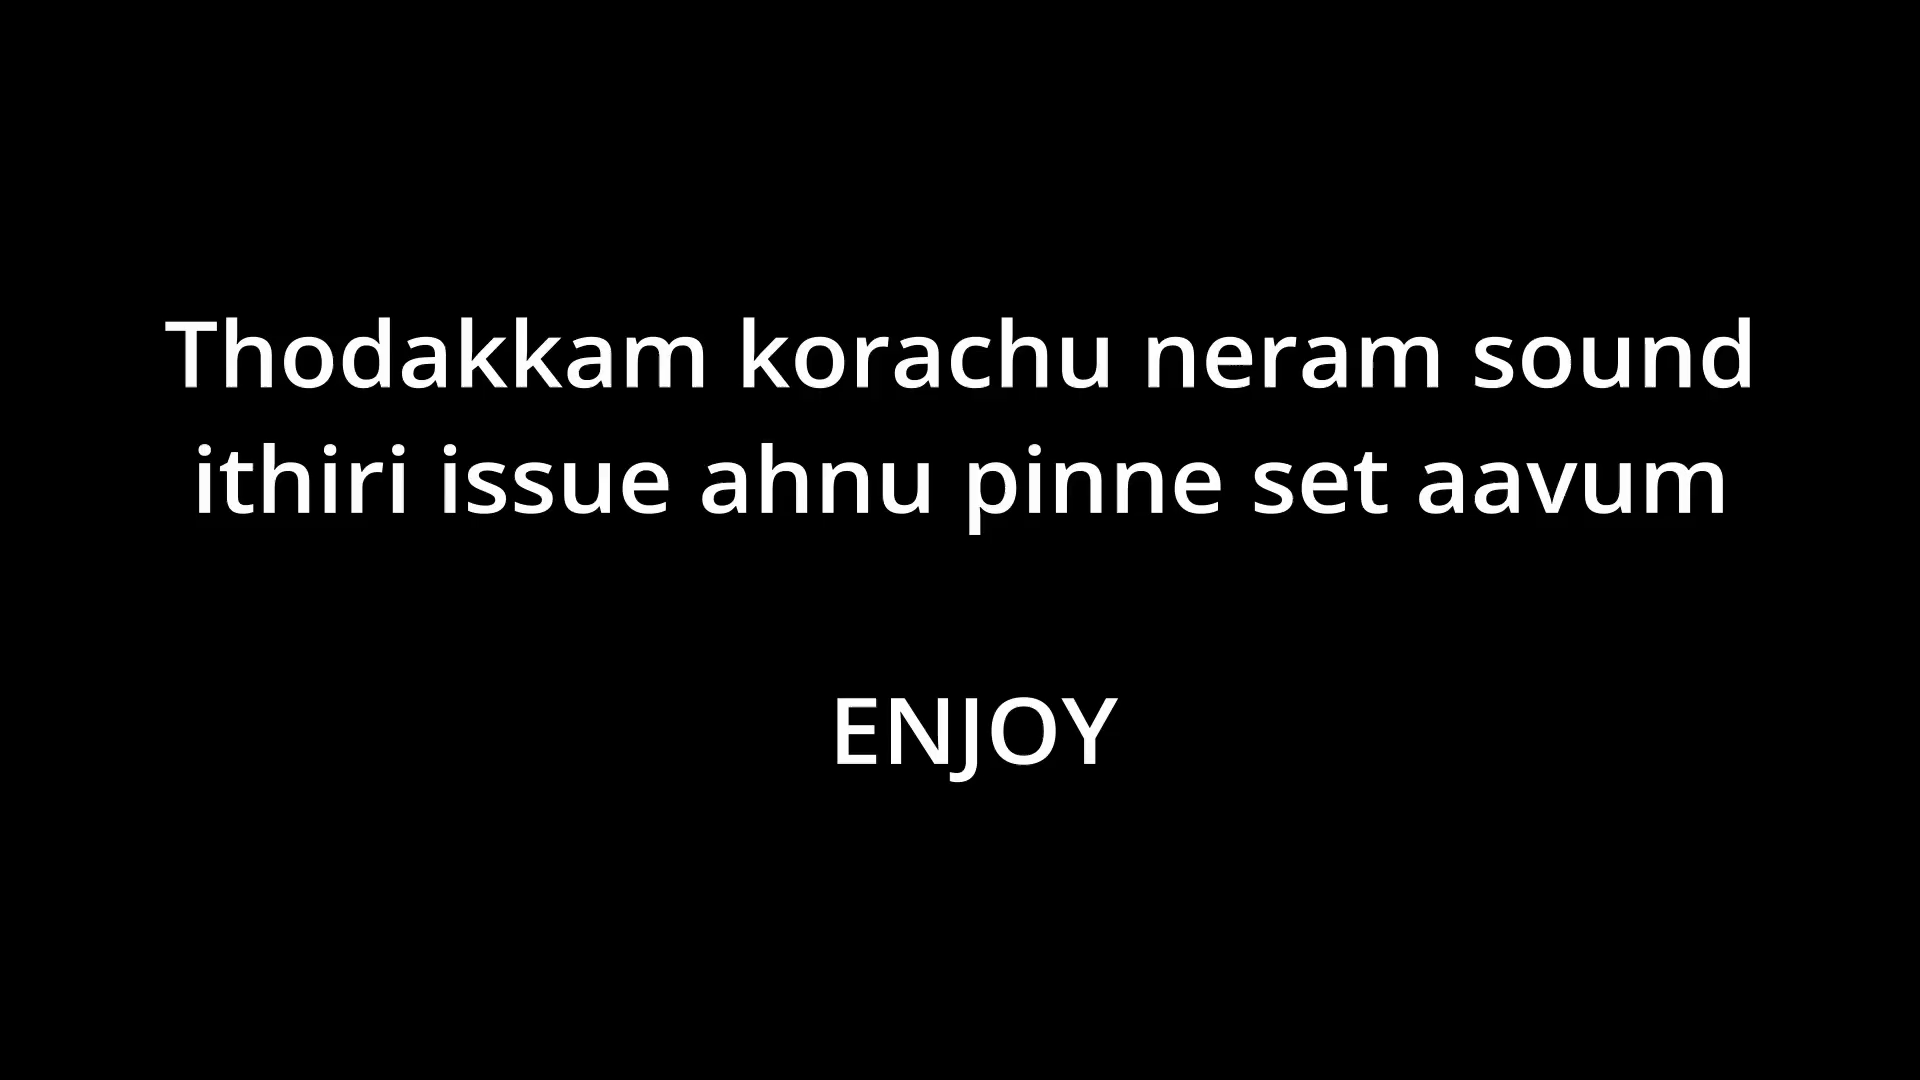 Thodakkam korachu neram sound
ithiri issue ahnu pinne set aavum
ENJOY